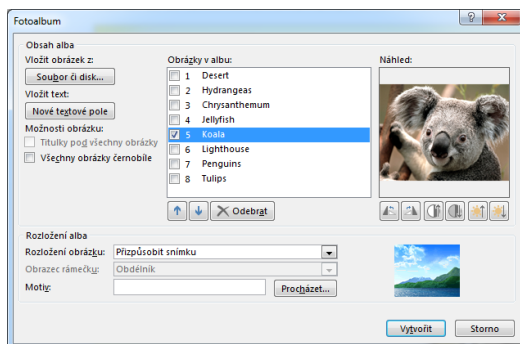 Fotoalbum
Obsah alba
Vložit obrázek z:
Soubor či disk...
Vložit text:
Nové textové pole
Možnosti obrázku:
Titulky pod všechny obrázky
Všechny obrázky černobíle
Obrázky v albu:
1 Desert
2 Hydrangeas
3 Chrysanthemum
4 Jellyfish
5 Koala
6 Lighthouse
7 Penguins
8 Tulips
Odebrat
Náhled:
Rozložení alba
Rozložení obrázku: Přizpůsobit snímku
Obrazec rámečku: Obdélník
Motiv: Procházet...
Vytvořit Storno